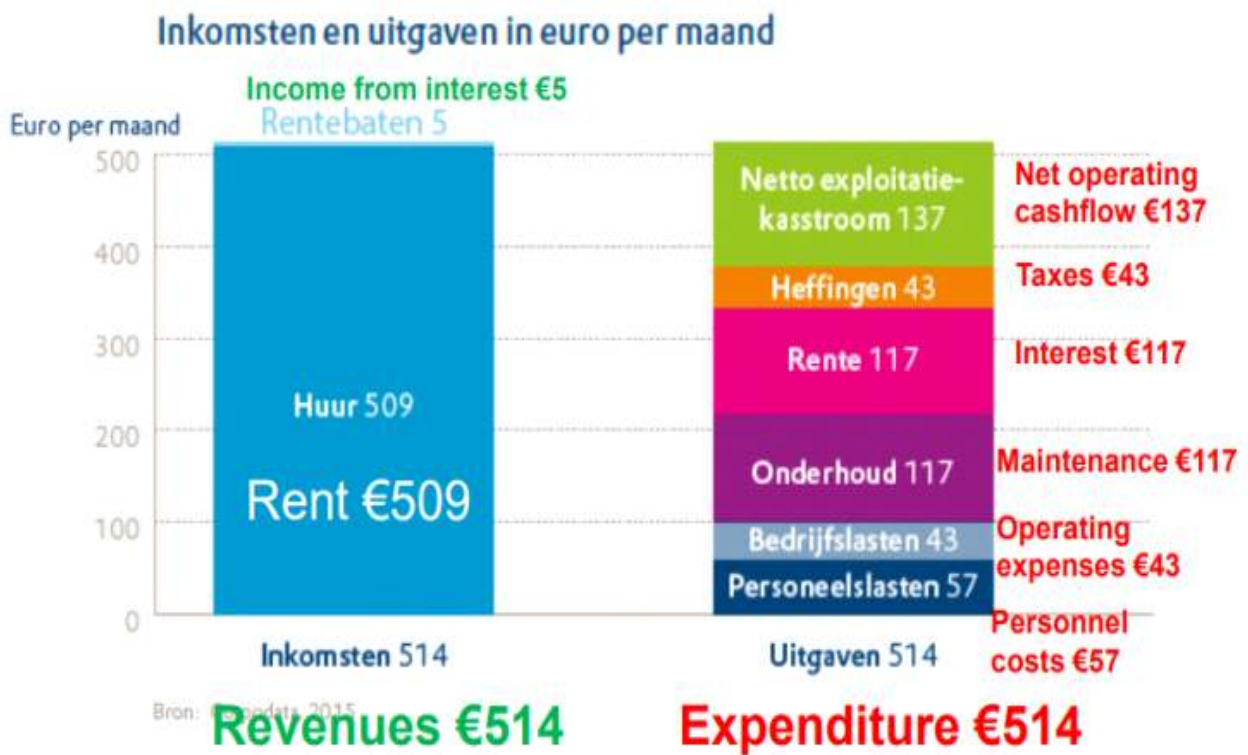 Inkomsten en uitgaven in euro per maand
Income from interest €5
Euro per maand
Rentebaten 5
500
400
300
200
100
0
Huur 509
Rent €509
Netto exploitatie-
kasstroom 137
Heffingen 43
Rente 117
Onderhoud 117
Bedrijfslasten 43
Personeelslasten 57
Net operating
cashflow €137
Taxes €43
Interest €117
Maintenance €117
Operating
expenses €43
Personnel
costs €57
Inkomsten 514
Uitgaven 514
Bron: 2015
Revenues €514
Expenditure €514